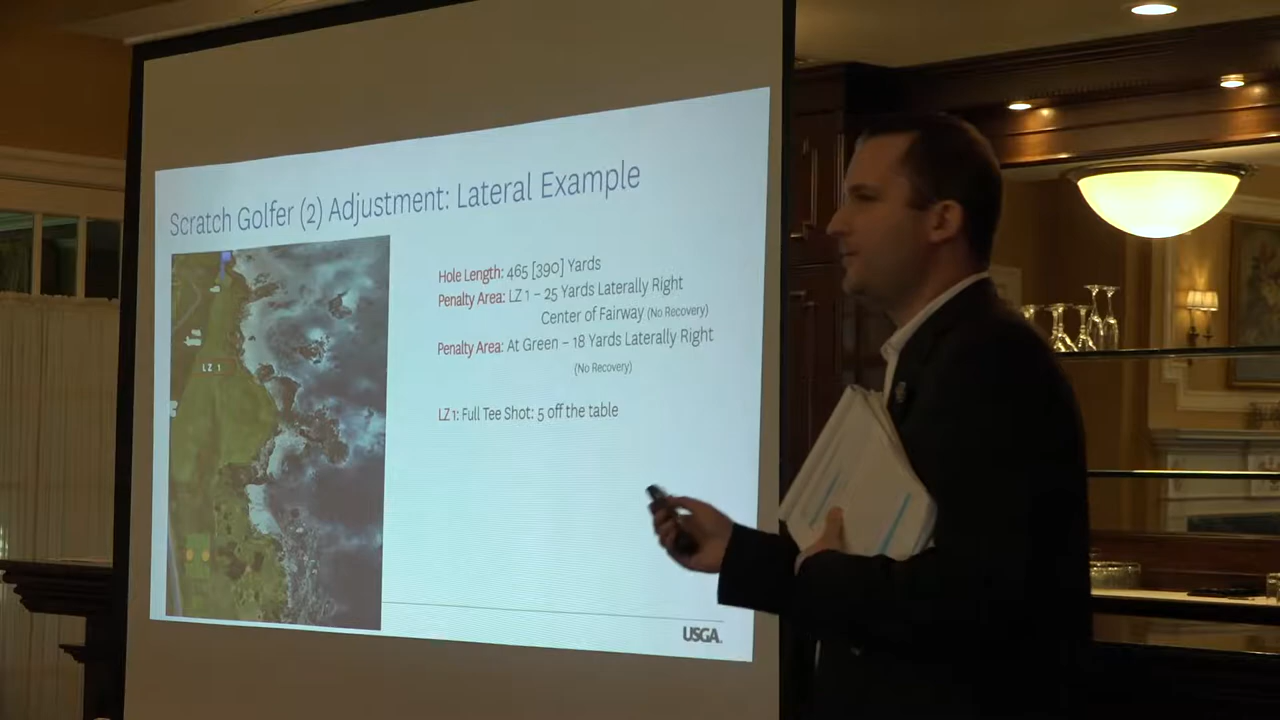 Scratch Golfer (2) Adjustment: Lateral Example
Hole Length: 465 [390] Yards
Penalty Area: LZ 1 – 25 Yards Laterally Right
Center of Fairway (No Recovery)
Penalty Area: At Green – 18 Yards Laterally Right
(No Recovery)
LZ 1: Full Tee Shot: 5 off the table
LZ 1
USGA.